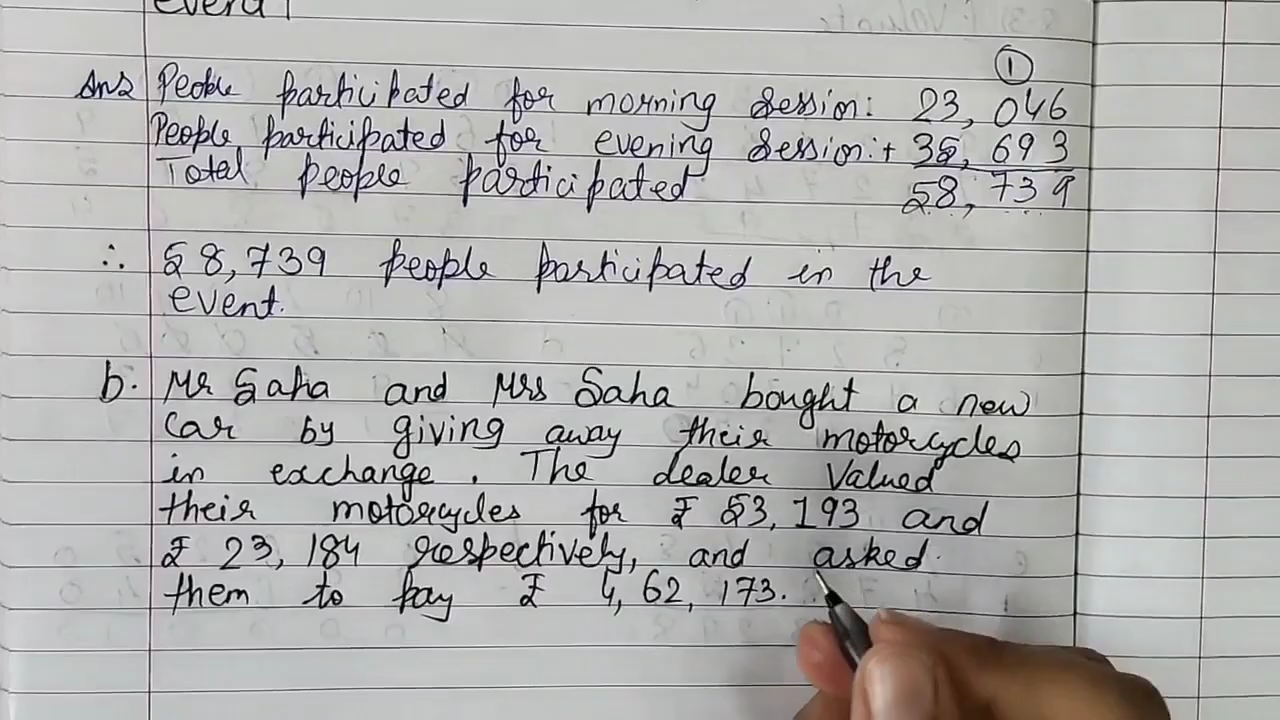 event
①
Ans People participated for morning session: 23, 046
People participated for evening session: + 35, 693
Total people participated 58, 739
∴ 58,739 people participated in the
event.
b. Mr Saha and Mrs Saha bought a new
car by giving away their motorcycles
in exchange. The dealer valued
their motorcycles for ₹ 53, 193 and
₹ 23, 184 respectively, and asked
them to pay ₹ 4, 62, 173.